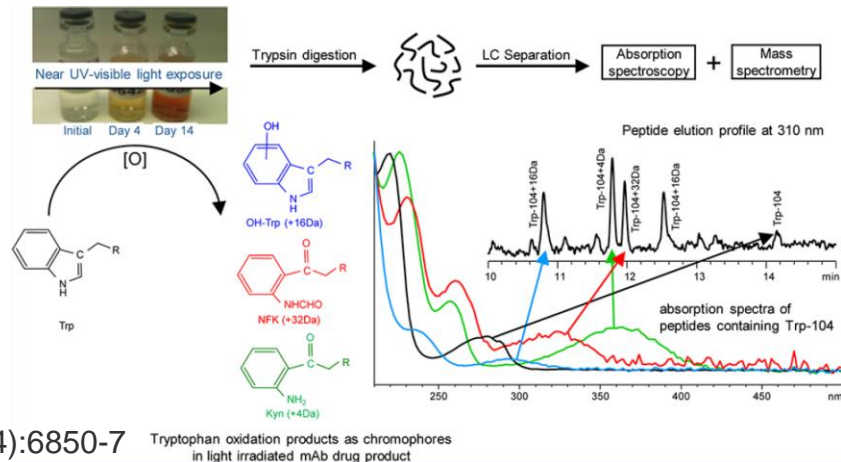 Near UV-visible light exposure
Initial Day 4 Day 14
Trypsin digestion
LC Separation
Absorption
spectroscopy
+
Mass
spectrometry
[O]
R
NH
Trp
OH
R
NH
OH-Trp (+16Da)
O
R
NHCHO
NFK (+32Da)
O
R
NH2
Kyn (+4Da)
Peptide elution profile at 310 nm
Trp-104+16Da
Trp-104+4Da
Trp-104+32Da
Trp-104+16Da
Trp-104
10 11 12 13 14 min
absorption spectra of
peptides containing Trp-104
250 300 350 400 450 nm
4):6850-7
Tryptophan oxidation products as chromophores
in light irradiated mAb drug product